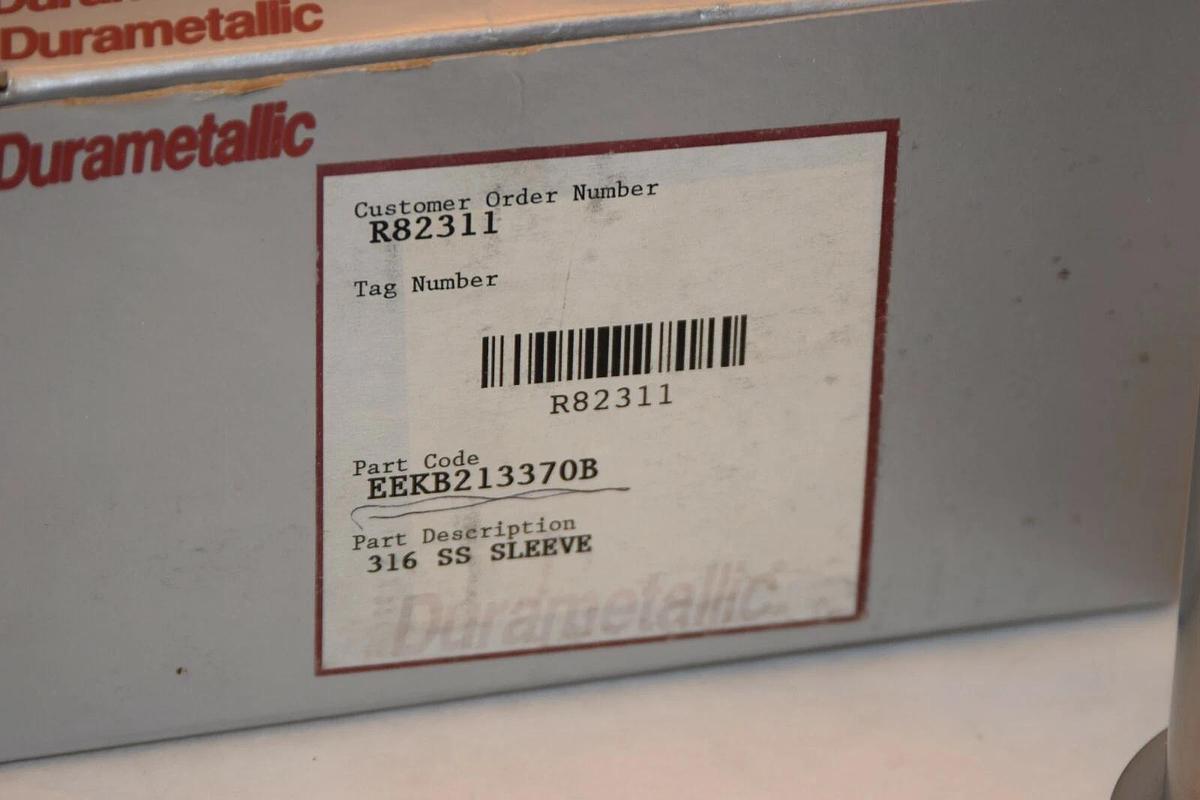 Durametallic
Durametallic
Customer Order Number
R82311
Tag Number
R82311
Part Code
EEKB213370B
Part Description
316 SS SLEEVE
Durametallic